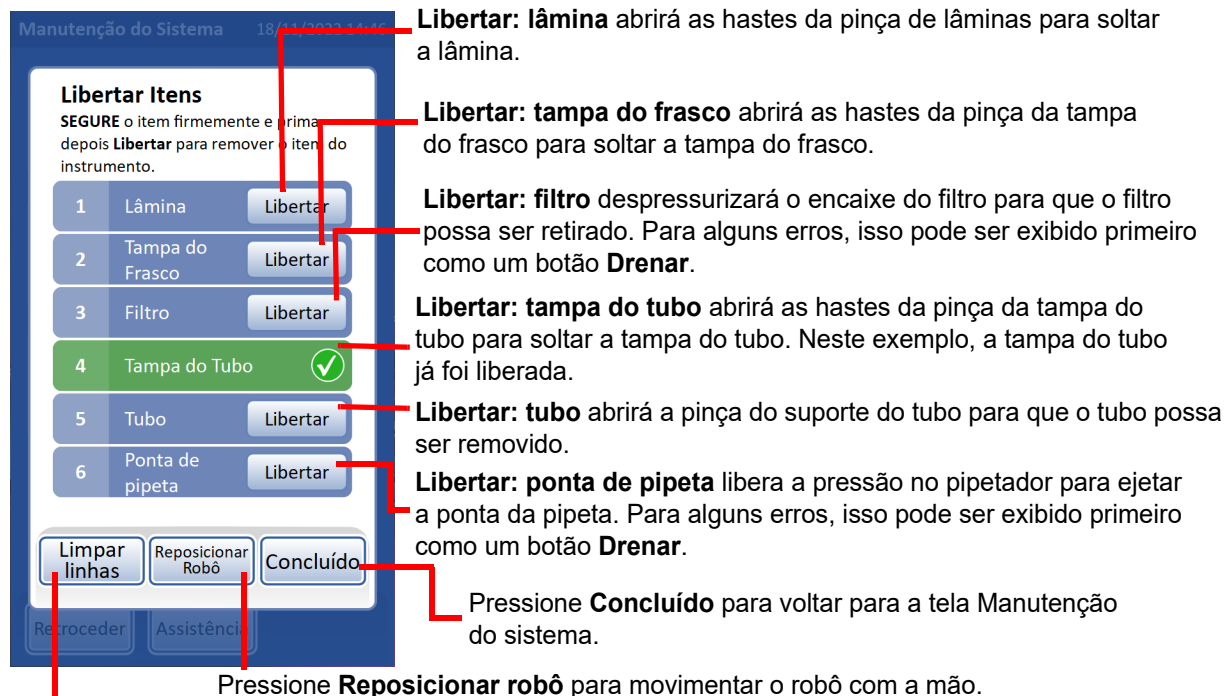 Manutenção do Sistema 18/11/2022 14:46
Libertar Itens
SEGURE o item firmemente e prima
depois Libertar para remover o item do
instrumento.
1 Lâmina Libertar
2 Tampa do
Frasco Libertar
3 Filtro Libertar
4 Tampa do Tubo
5 Tubo Libertar
6 Ponta de
pipeta Libertar
Limpar
linhas
Reposicionar
Robô
Concluído
Retroceder Assistência
Libertar: lâmina abrirá as hastes da pinça de lâminas para soltar
a lâmina.
Libertar: tampa do frasco abrirá as hastes da pinça da tampa
do frasco para soltar a tampa do frasco.
Libertar: filtro despressurizará o encaixe do filtro para que o filtro
possa ser retirado. Para alguns erros, isso pode ser exibido primeiro
como um botão Drenar.
Libertar: tampa do tubo abrirá as hastes da pinça da tampa do
tubo para soltar a tampa do tubo. Neste exemplo, a tampa do tubo
já foi liberada.
Libertar: tubo abrirá a pinça do suporte do tubo para que o tubo possa
ser removido.
Libertar: ponta de pipeta libera a pressão no pipetador para ejetar
a ponta da pipeta. Para alguns erros, isso pode ser exibido primeiro
como um botão Drenar.
Pressione Concluído para voltar para a tela Manutenção
do sistema.
Pressione Reposicionar robô para movimentar o robô com a mão.